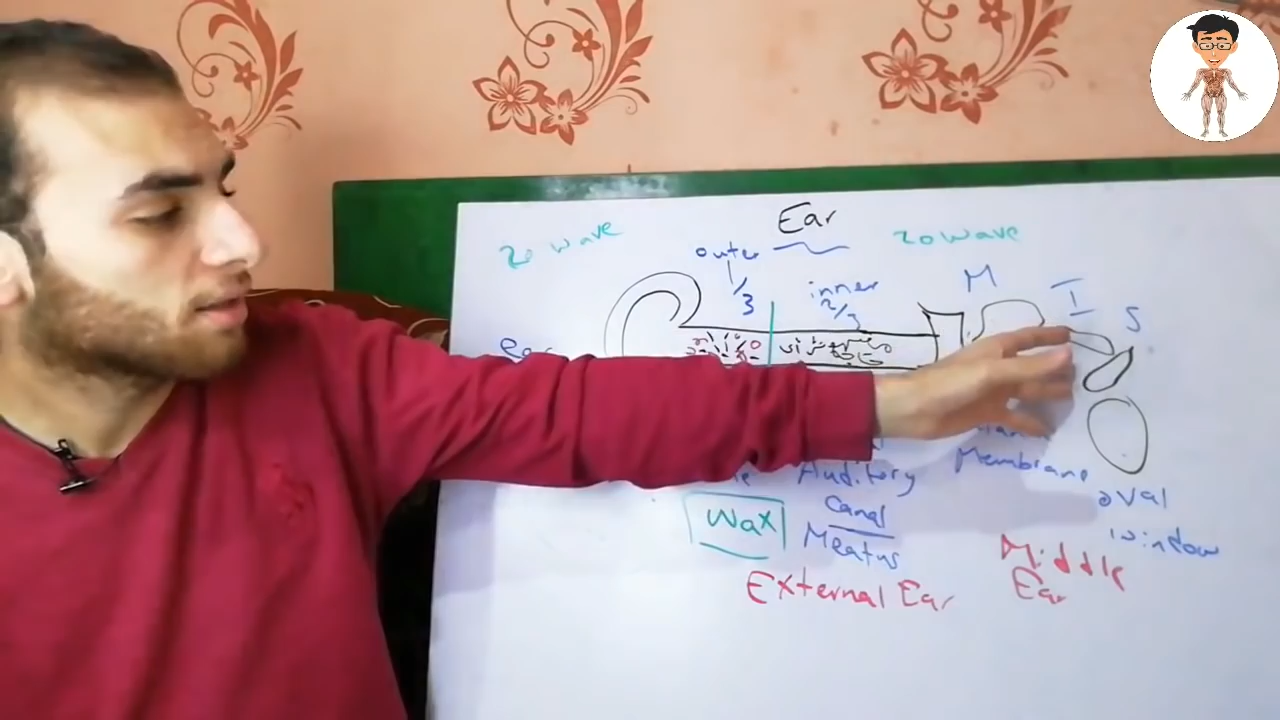 Ear
20 wave
20 wave
outer
1/3
inner
2/3
M
I
S
ear
Auditory
Canal
Meatus
Membrane
oval
window
Wax
External Ear
Middle
Ear